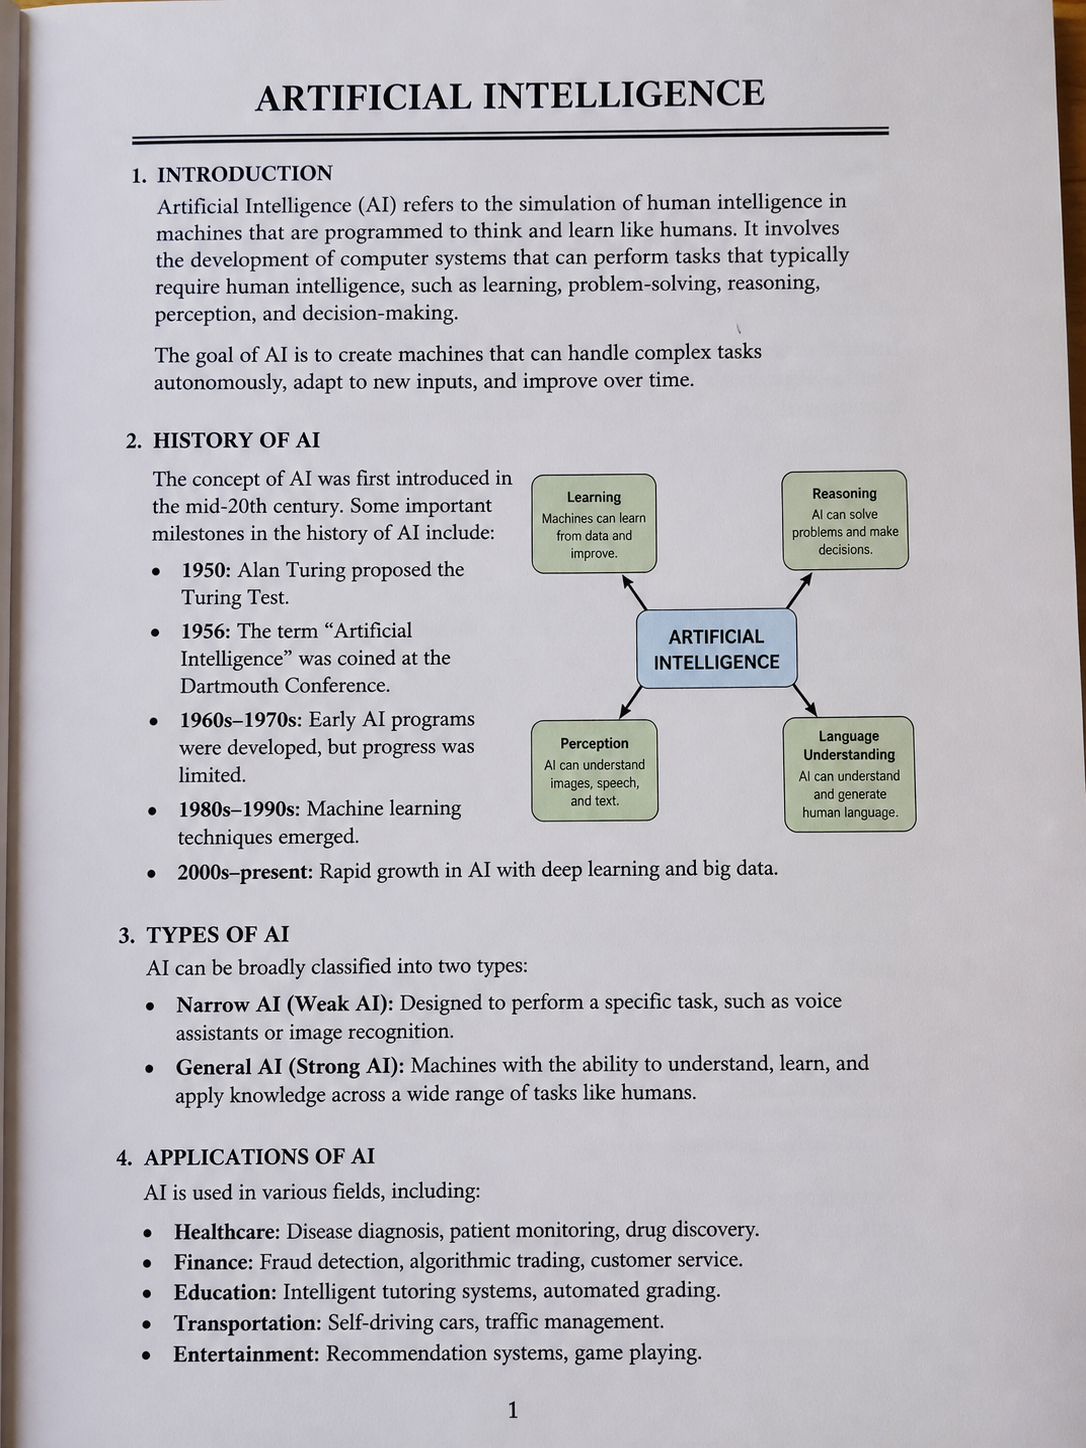 ARTIFICIAL INTELLIGENCE
1. INTRODUCTION
Artificial Intelligence (AI) refers to the simulation of human intelligence in
machines that are programmed to think and learn like humans. It involves
the development of computer systems that can perform tasks that typically
require human intelligence, such as learning, problem-solving, reasoning,
perception, and decision-making.
The goal of AI is to create machines that can handle complex tasks
autonomously, adapt to new inputs, and improve over time.
2. HISTORY OF AI
The concept of AI was first introduced in
the mid-20th century. Some important
milestones in the history of AI include:
• 1950: Alan Turing proposed the
Turing Test.
• 1956: The term “Artificial
Intelligence” was coined at the
Dartmouth Conference.
• 1960s–1970s: Early AI programs
were developed, but progress was
limited.
• 1980s–1990s: Machine learning
techniques emerged.
• 2000s–present: Rapid growth in AI with deep learning and big data.
Learning
Machines can learn
from data and
improve.
Reasoning
AI can solve
problems and make
decisions.
ARTIFICIAL
INTELLIGENCE
Perception
AI can understand
images, speech,
and text.
Language
Understanding
AI can understand
and generate
human language.
3. TYPES OF AI
AI can be broadly classified into two types:
• Narrow AI (Weak AI): Designed to perform a specific task, such as voice
assistants or image recognition.
• General AI (Strong AI): Machines with the ability to understand, learn, and
apply knowledge across a wide range of tasks like humans.
4. APPLICATIONS OF AI
AI is used in various fields, including:
• Healthcare: Disease diagnosis, patient monitoring, drug discovery.
• Finance: Fraud detection, algorithmic trading, customer service.
• Education: Intelligent tutoring systems, automated grading.
• Transportation: Self-driving cars, traffic management.
• Entertainment: Recommendation systems, game playing.
1